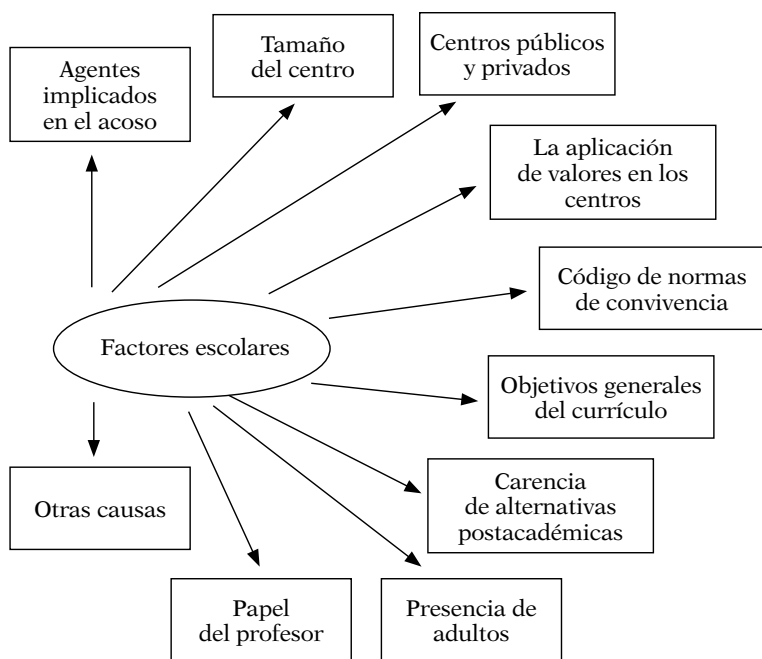 Agentes
implicados
en el acoso
Tamaño
del centro
Centros públicos
y privados
La aplicación
de valores en los
centros
Código de normas
de convivencia
Factores escolares
Objetivos generales
del currículo
Carencia
de alternativas
postacadémicas
Otras causas
Papel
del profesor
Presencia de
adultos